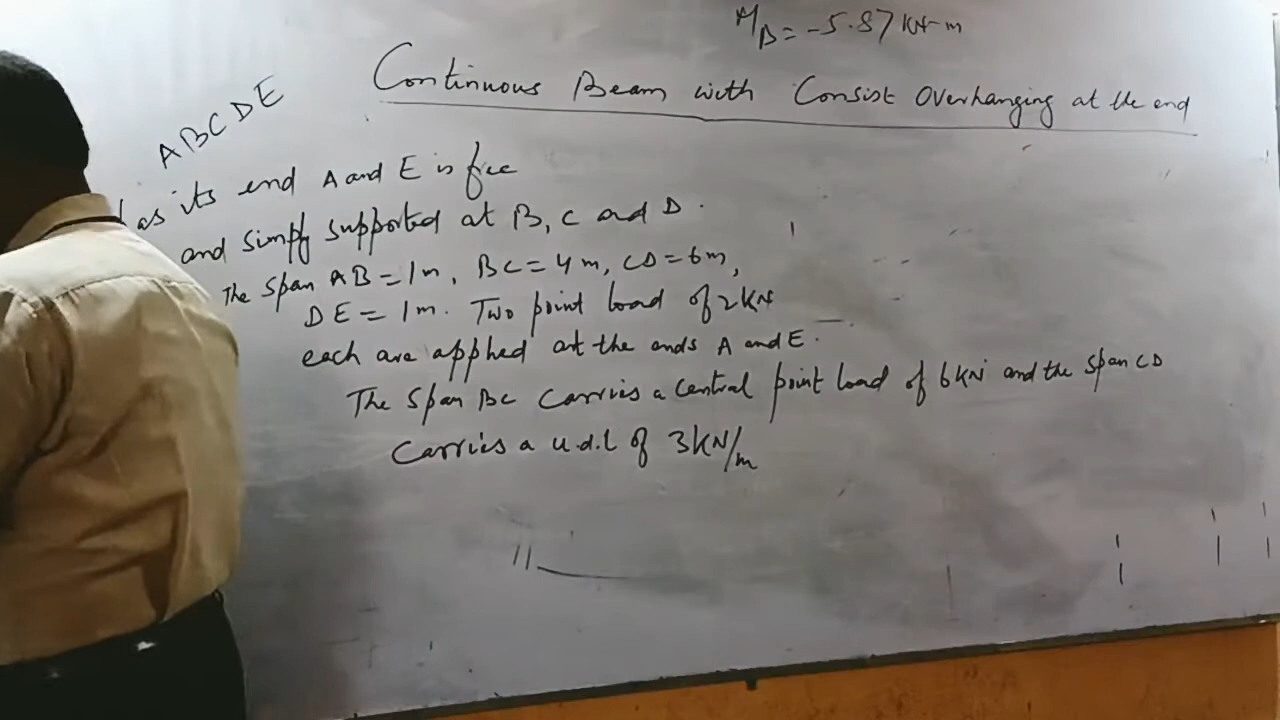 M_B = -5.87 kN-m
Continuous Beam with Consist Overhanging at the end
ABCDE
has its end A and E is free
and simply supported at B, C and D.
The span AB = 1m, BC = 4m, CD = 6m,
DE = 1m. Two point load of 2kN
each are applied at the ends A and E.
The span BC carries a central point load of 6kN and the span CD
carries a u.d.l of 3kN/m